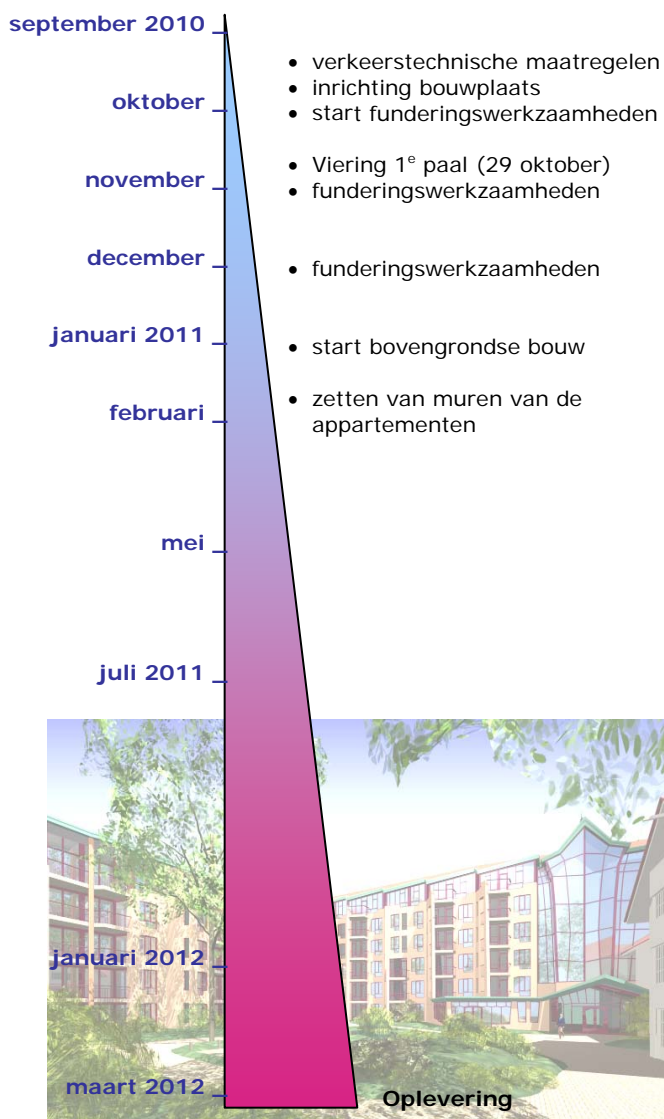 september 2010
• verkeerstechnische maatregelen
• inrichting bouwplaats
oktober
• start funderingswerkzaamheden
• Viering 1e paal (29 oktober)
november
• funderingswerkzaamheden
december
• funderingswerkzaamheden
januari 2011
• start bovengrondse bouw
• zetten van muren van de
appartementen
februari
mei
juli 2011
januari 2012
maart 2012
Oplevering